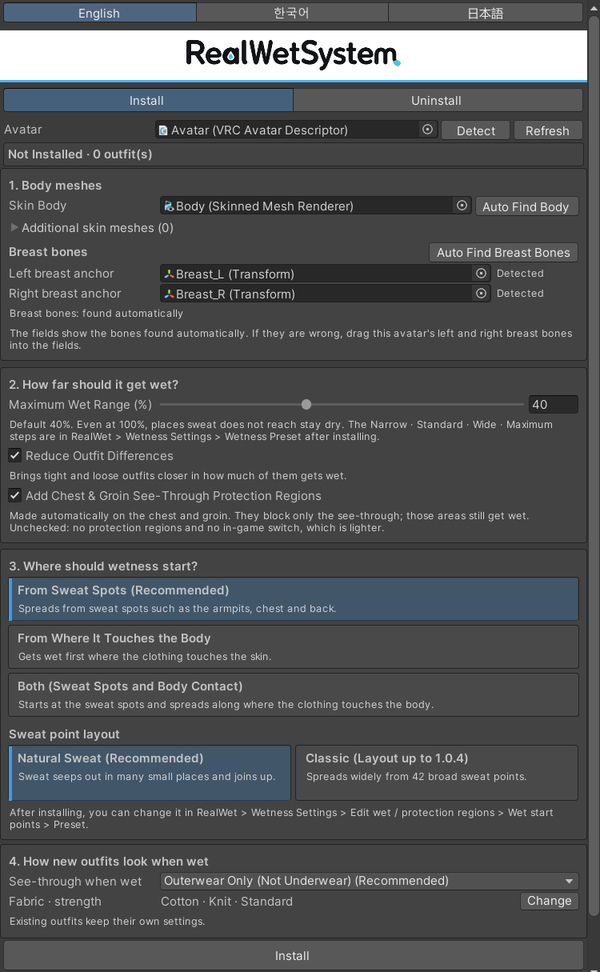 English 한국어 日本語
RealWetSystem
Install Uninstall
Avatar Avatar (VRC Avatar Descriptor) Detect Refresh
Not Installed · 0 outfit(s)
1. Body meshes
Skin Body Body (Skinned Mesh Renderer) Auto Find Body
Additional skin meshes (0)
Breast bones Auto Find Breast Bones
Left breast anchor Breast_L (Transform) Detected
Right breast anchor Breast_R (Transform) Detected
Breast bones: found automatically
The fields show the bones found automatically. If they are wrong, drag this avatar's left and right breast bones
into the fields.
2. How far should it get wet?
Maximum Wet Range (%) 40
Default 40%. Even at 100%, places sweat does not reach stay dry. The Narrow · Standard · Wide · Maximum
steps are in RealWet > Wetness Settings > Wetness Preset after installing.
Reduce Outfit Differences
Brings tight and loose outfits closer in how much of them gets wet.
Add Chest & Groin See-Through Protection Regions
Made automatically on the chest and groin. They block only the see-through; those areas still get wet.
Unchecked: no protection regions and no in-game switch, which is lighter.
3. Where should wetness start?
From Sweat Spots (Recommended)
Spreads from sweat spots such as the armpits, chest and back.
From Where It Touches the Body
Gets wet first where the clothing touches the skin.
Both (Sweat Spots and Body Contact)
Starts at the sweat spots and spreads along where the clothing touches the body.
Sweat point layout
Natural Sweat (Recommended) Classic (Layout up to 1.0.4)
Sweat seeps out in many small places and joins up. Spreads widely from 42 broad sweat points.
After installing, you can change it in RealWet > Wetness Settings > Edit wet / protection regions > Wet start
points > Preset.
4. How new outfits look when wet
See-through when wet Outerwear Only (Not Underwear) (Recommended)
Fabric · strength Cotton · Knit · Standard Change
Existing outfits keep their own settings.
Install